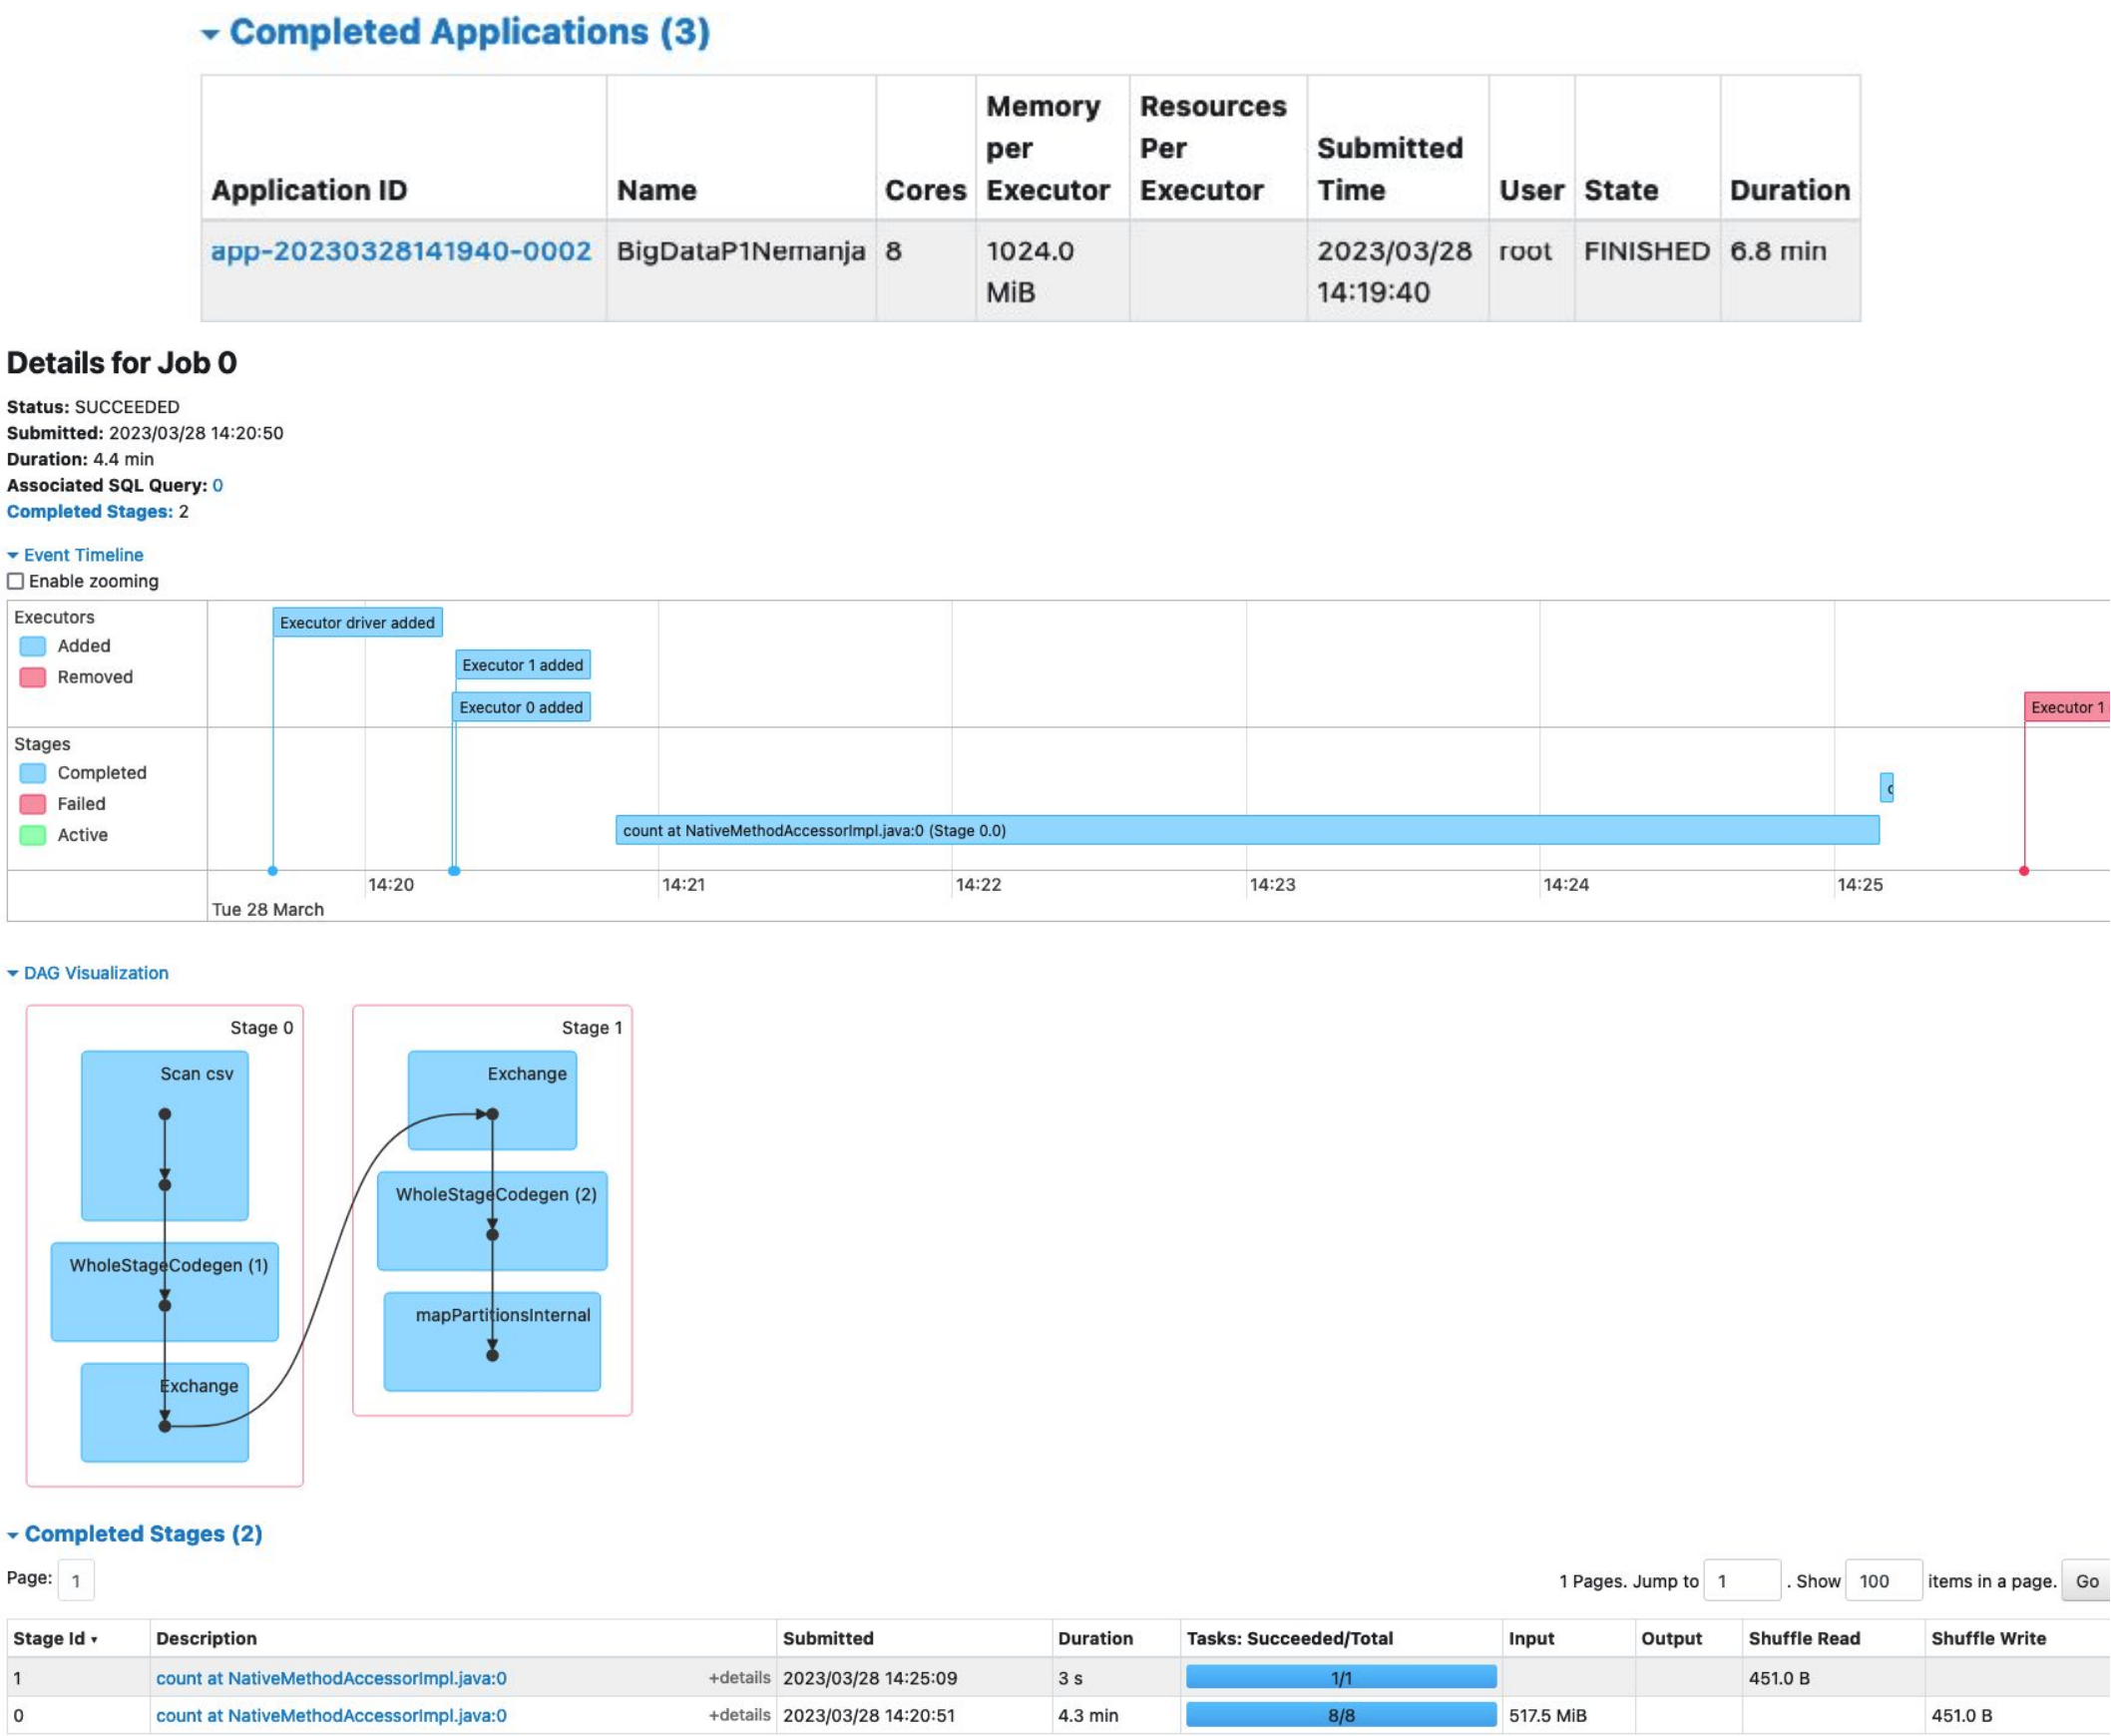 Completed Applications (3)
Application ID Name Cores Memory per Executor Resources Per Executor Submitted Time User State Duration
app-20230328141940-0002 BigDataP1Nemanja 8 1024.0 MiB 2023/03/28 14:19:40 root FINISHED 6.8 min
Details for Job 0
Status: SUCCEEDED
Submitted: 2023/03/28 14:20:50
Duration: 4.4 min
Associated SQL Query: 0
Completed Stages: 2
Event Timeline
Enable zooming
Executors
Added
Removed
Executor driver added
Executor 1 added
Executor 0 added
Executor 1
Stages
Completed
Failed
Active
c
count at NativeMethodAccessorImpl.java:0 (Stage 0.0)
14:20 14:21 14:22 14:23 14:24 14:25
Tue 28 March
DAG Visualization
Stage 0
Scan csv
WholeStageCodegen (1)
Exchange
Stage 1
Exchange
WholeStageCodegen (2)
mapPartitionsInternal
Completed Stages (2)
Page: 1
1 Pages. Jump to 1 . Show 100 items in a page. Go
Stage Id Description Submitted Duration Tasks: Succeeded/Total Input Output Shuffle Read Shuffle Write
1 count at NativeMethodAccessorImpl.java:0 +details 2023/03/28 14:25:09 3 s 1/1 451.0 B
0 count at NativeMethodAccessorImpl.java:0 +details 2023/03/28 14:20:51 4.3 min 8/8 517.5 MiB 451.0 B